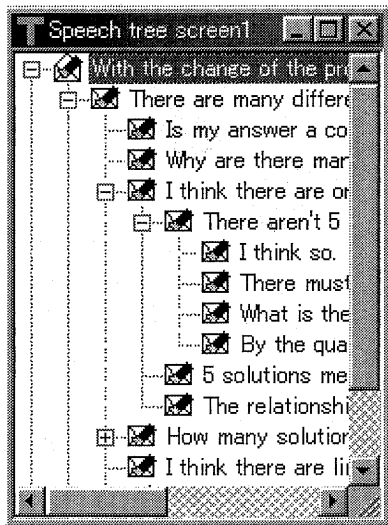 Speech tree screen1
With the change of the pr
There are many differe
Is my answer a co
Why are there mar
I think there are or
There aren't 5
I think so.
There must
What is the
By the qua
5 solutions me
The relationshi
How many solutior
I think there are li